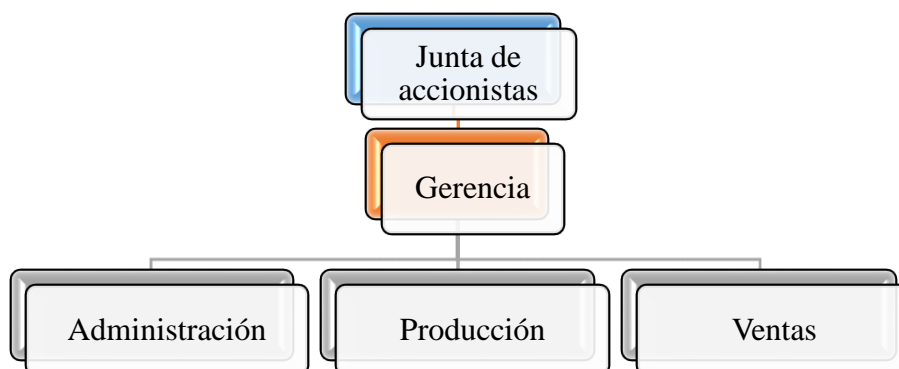 Junta de
accionistas
Gerencia
Administración
Producción
Ventas